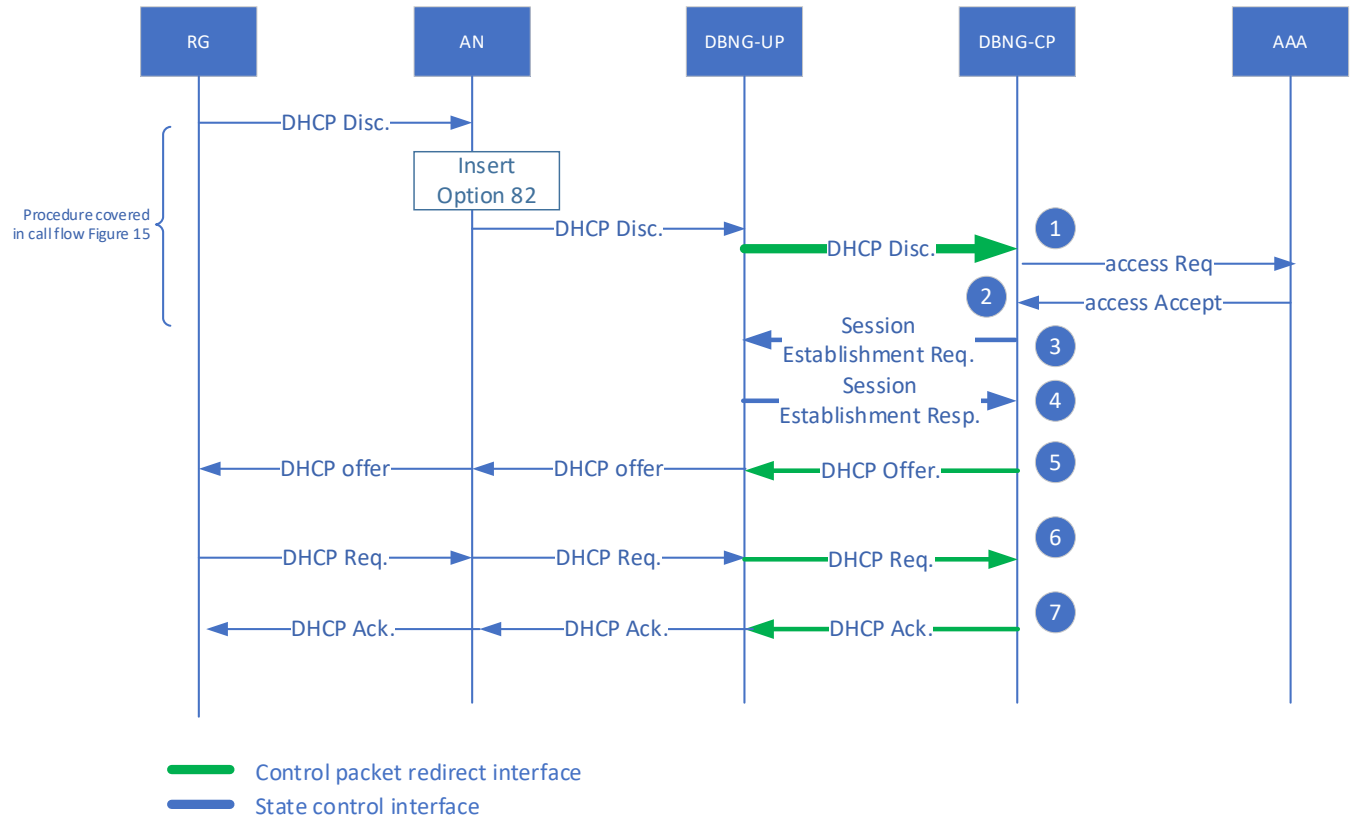 RG
AN
DBNG-UP
DBNG-CP
AAA
DHCP Disc.
Insert
Option 82
Procedure covered
in call flow Figure 15
DHCP Disc.
DHCP Disc.
1
access Req
2
access Accept
Session
Establishment Req.
3
Session
Establishment Resp.
4
DHCP offer
DHCP offer
DHCP Offer.
5
DHCP Req.
DHCP Req.
DHCP Req.
6
DHCP Ack.
DHCP Ack.
DHCP Ack.
7
Control packet redirect interface
State control interface